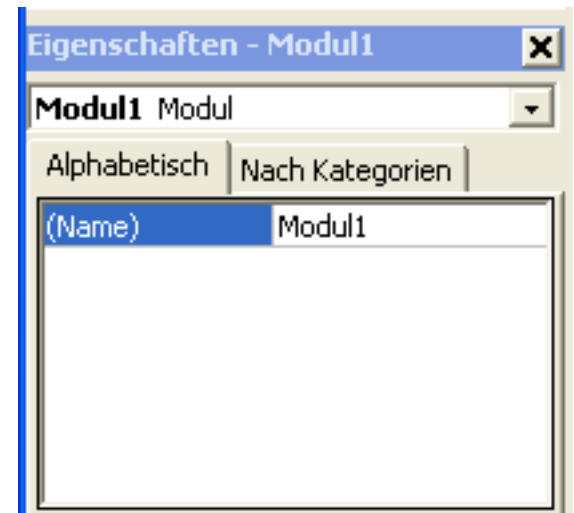 Eigenschaften - Modul1
Modul1 Modul
Alphabetisch Nach Kategorien
(Name) Modul1